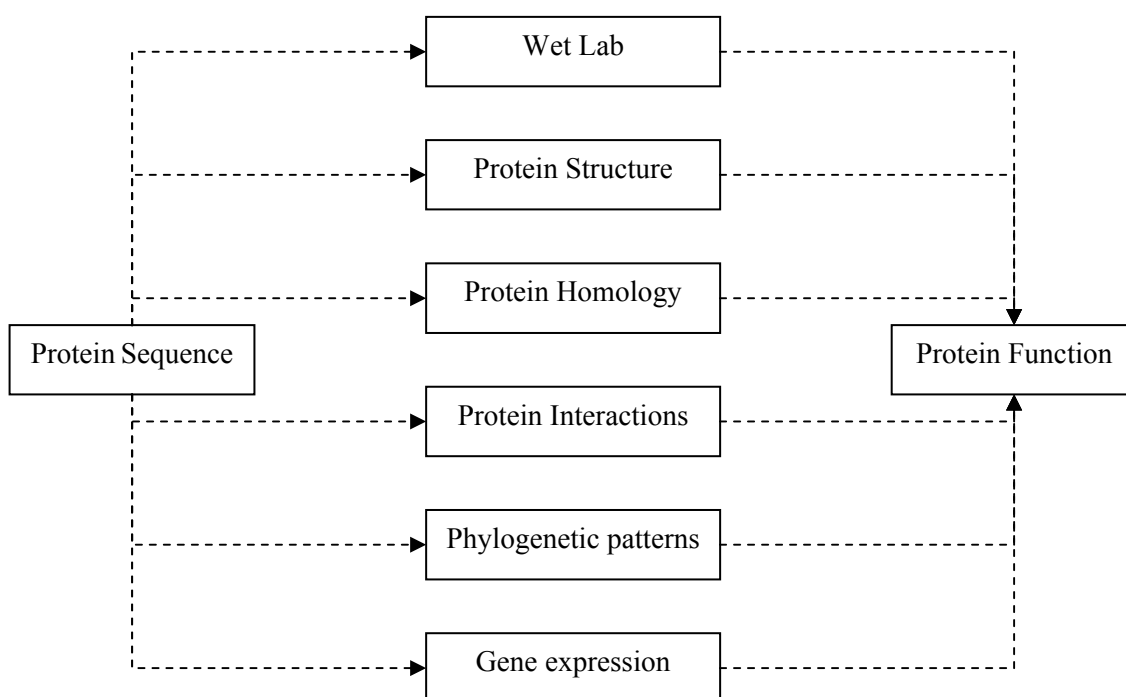 Wet Lab
Protein Structure
Protein Homology
Protein Sequence
Protein Function
Protein Interactions
Phylogenetic patterns
Gene expression